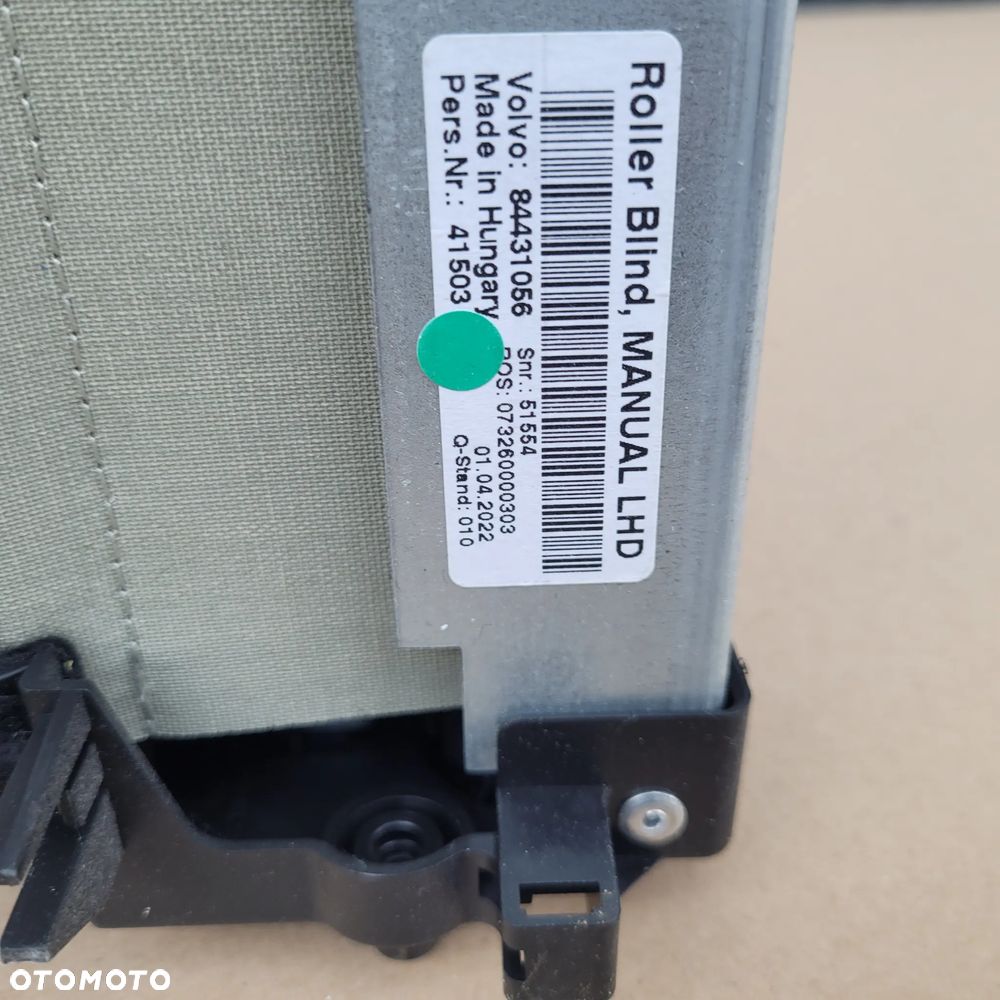 Roller Blind, MANUAL LHD
Volvo: 84431056 Snr.: 51554
Made in Hungary POS: 073260000303
Pers.Nr.: 41503 01.04.2022
Q-Stand: 010
OTOMOTO